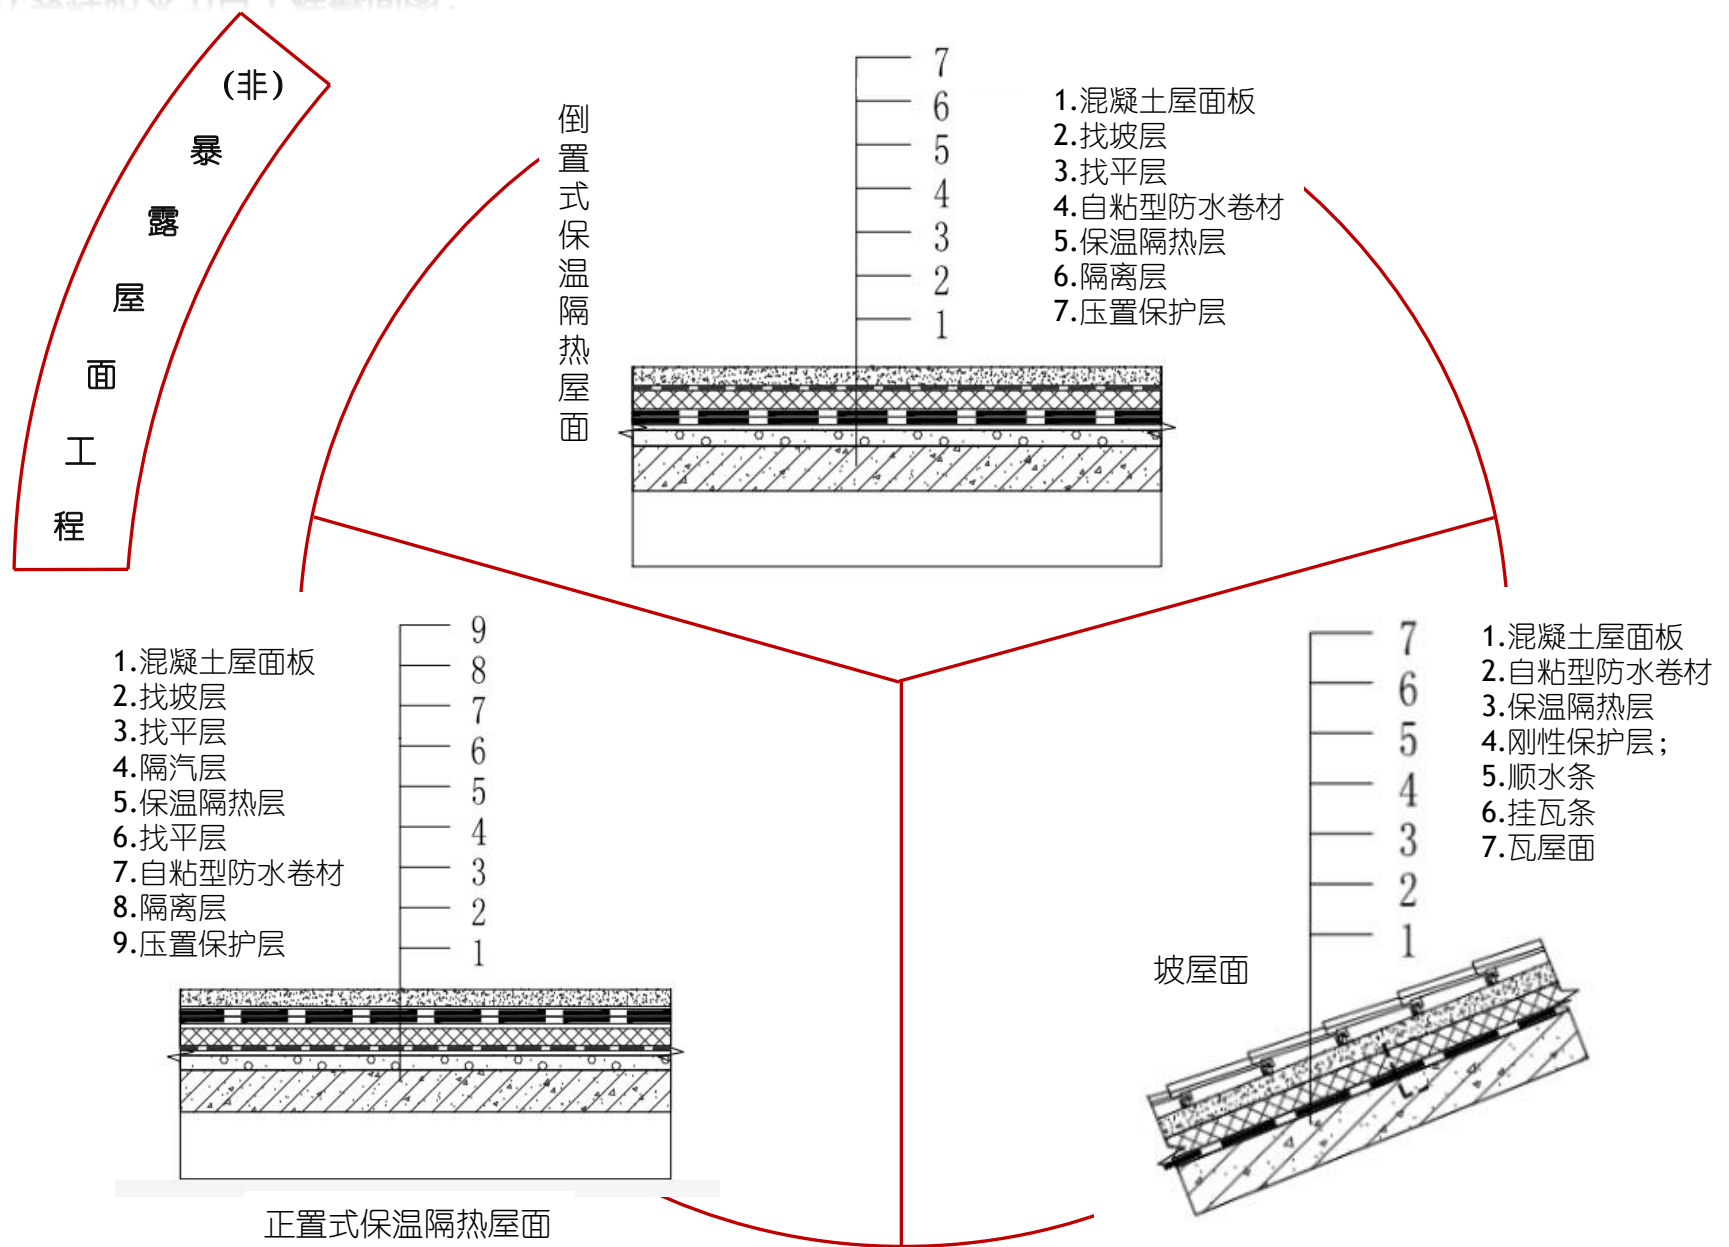 (非)暴露屋面工程
倒置式保温隔热屋面
7
6
5
4
3
2
1
1.混凝土屋面板
2.找坡层
3.找平层
4.自粘型防水卷材
5.保温隔热层
6.隔离层
7.压置保护层
1.混凝土屋面板
2.找坡层
3.找平层
4.隔汽层
5.保温隔热层
6.找平层
7.自粘型防水卷材
8.隔离层
9.压置保护层
9
8
7
6
5
4
3
2
1
正置式保温隔热屋面
7
6
5
4
3
2
1
1.混凝土屋面板
2.自粘型防水卷材
3.保温隔热层
4.刚性保护层；
5.顺水条
6.挂瓦条
7.瓦屋面
坡屋面